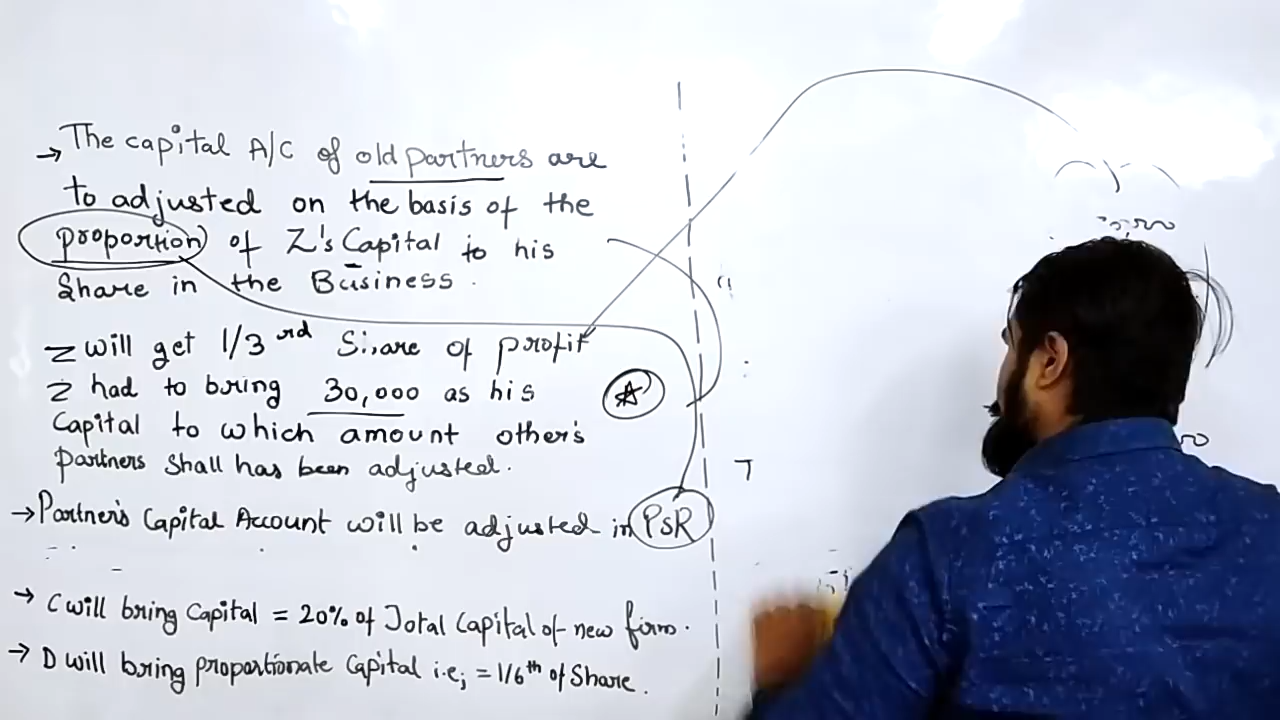 → The capital A/C of old partners are
to adjusted on the basis of the
proportion of Z's Capital to his
Share in the Business.
Z will get 1/3rd Share of profit
Z had to bring 30,000 as his
Capital to which amount other's
partners Shall has been adjusted.
→ Partner's Capital Account will be adjusted in PSR
→ C will bring Capital = 20% of Total Capital of new firm.
→ D will bring proportionate Capital i.e; = 1/6th of Share.